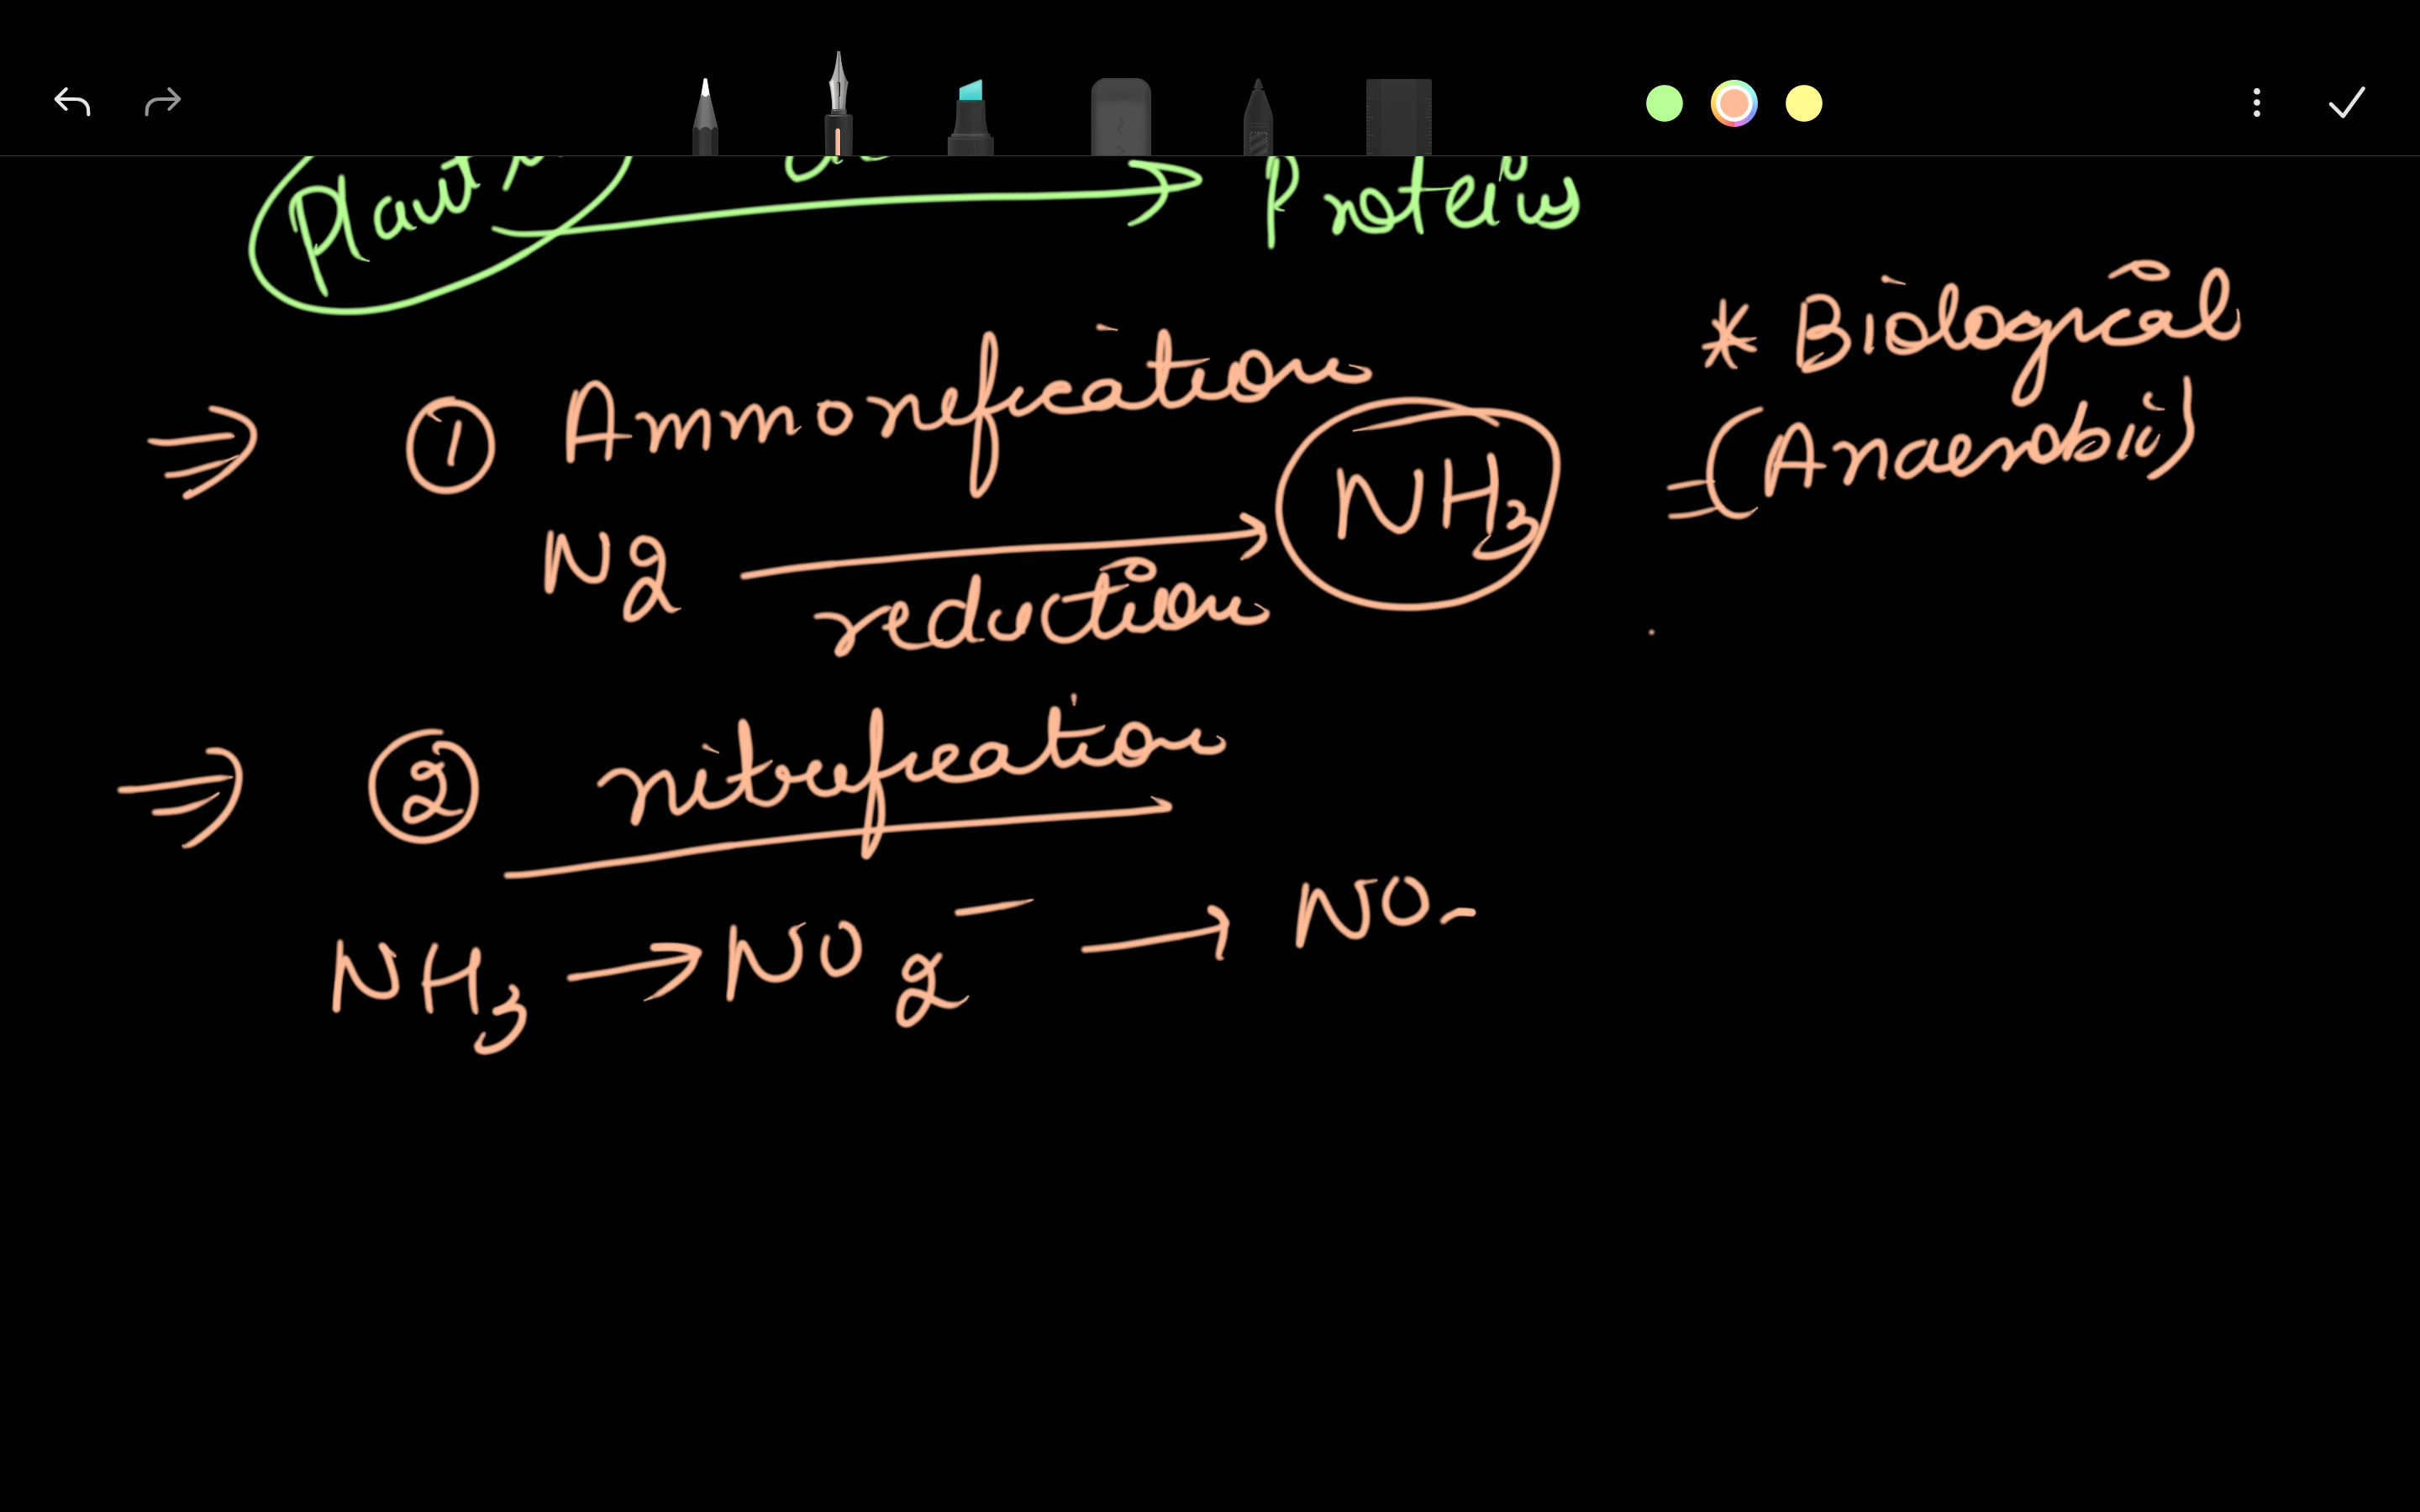 Plant → Proteins
* Biological
⇒ ① Ammonification
(Anaerobic)
N2 → NH3
reduction
⇒ ② nitrification
NH3 → NO2⁻ → NO-